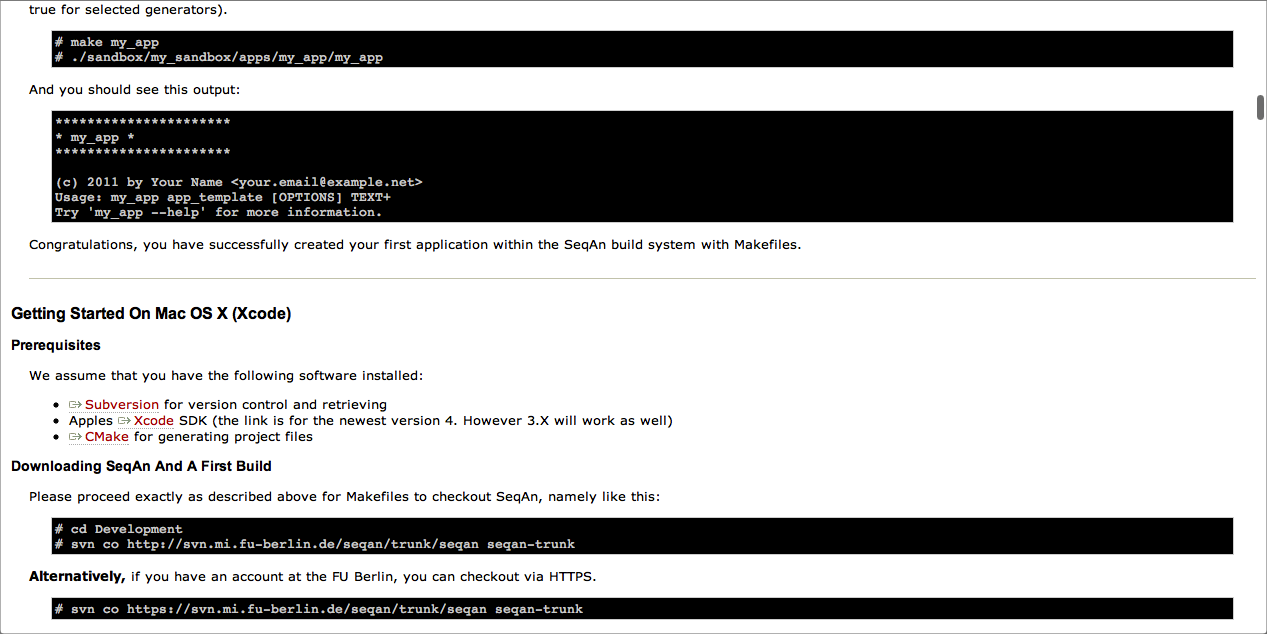 true for selected generators).
# make my_app
# ./sandbox/my_sandbox/apps/my_app/my_app
And you should see this output:
**********************
* my_app *
**********************
(c) 2011 by Your Name <your.email@example.net>
Usage: my_app app_template [OPTIONS] TEXT+
Try 'my_app --help' for more information.
Congratulations, you have successfully created your first application within the SeqAn build system with Makefiles.
Getting Started On Mac OS X (Xcode)
Prerequisites
We assume that you have the following software installed:
• Subversion for version control and retrieving
• Apples Xcode SDK (the link is for the newest version 4. However 3.X will work as well)
• CMake for generating project files
Downloading SeqAn And A First Build
Please proceed exactly as described above for Makefiles to checkout SeqAn, namely like this:
# cd Development
# svn co http://svn.mi.fu-berlin.de/seqan/trunk/seqan seqan-trunk
Alternatively, if you have an account at the FU Berlin, you can checkout via HTTPS.
# svn co https://svn.mi.fu-berlin.de/seqan/trunk/seqan seqan-trunk